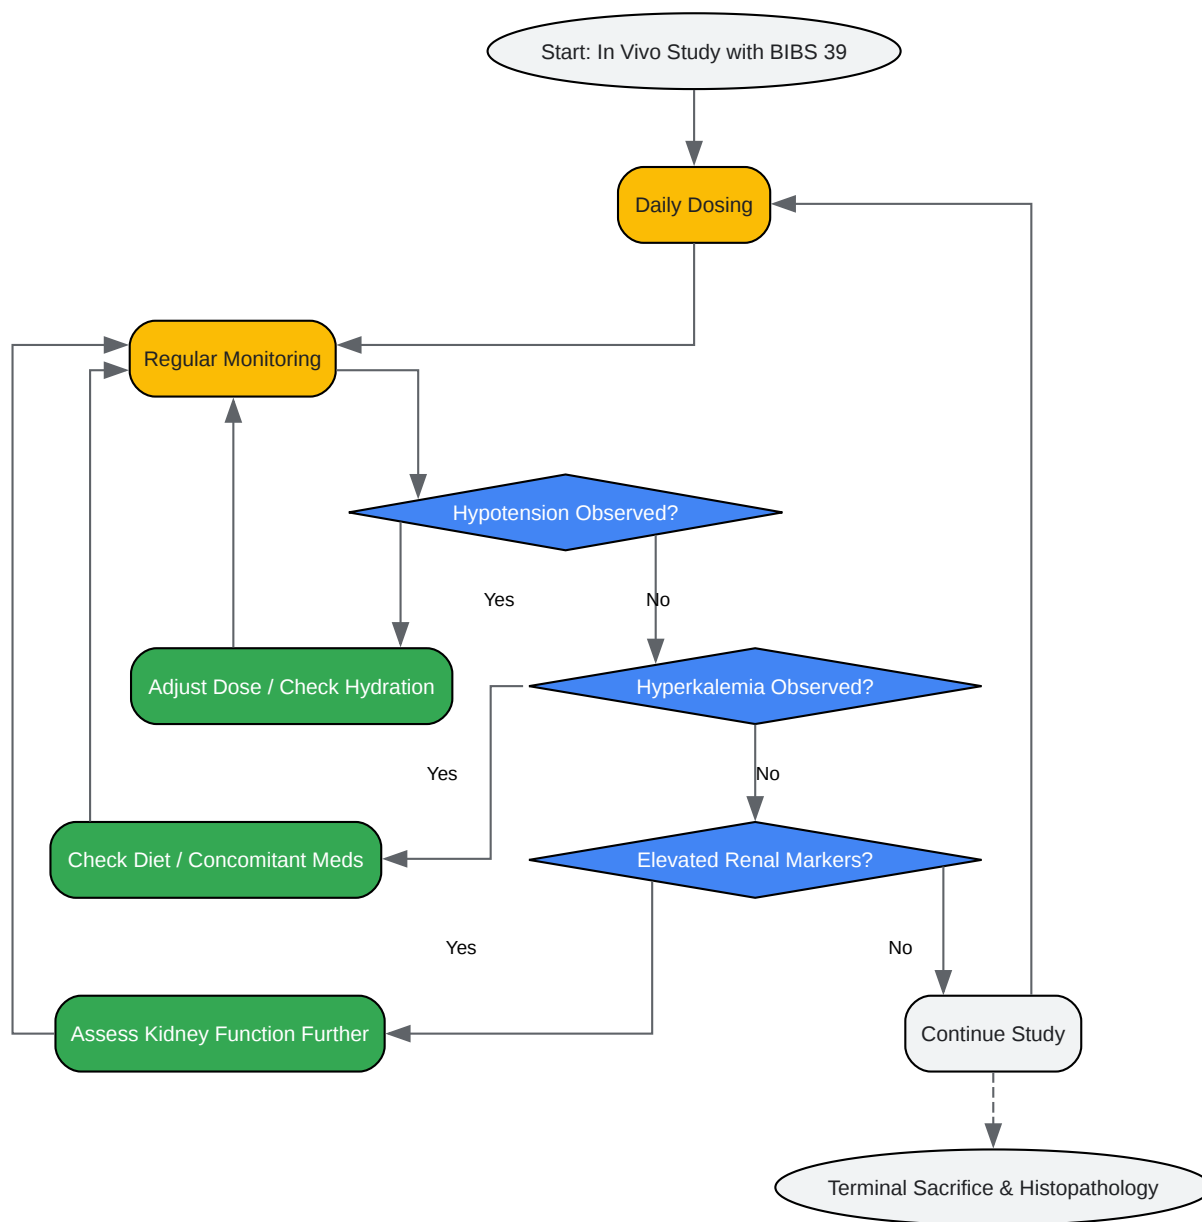 Start: In Vivo Study with BIBS 39
Daily Dosing
Regular Monitoring
Hypotension Observed?
Yes
No
Adjust Dose / Check Hydration
Hyperkalemia Observed?
Yes
No
Check Diet / Concomitant Meds
Elevated Renal Markers?
Yes
No
Assess Kidney Function Further
Continue Study
Terminal Sacrifice & Histopathology